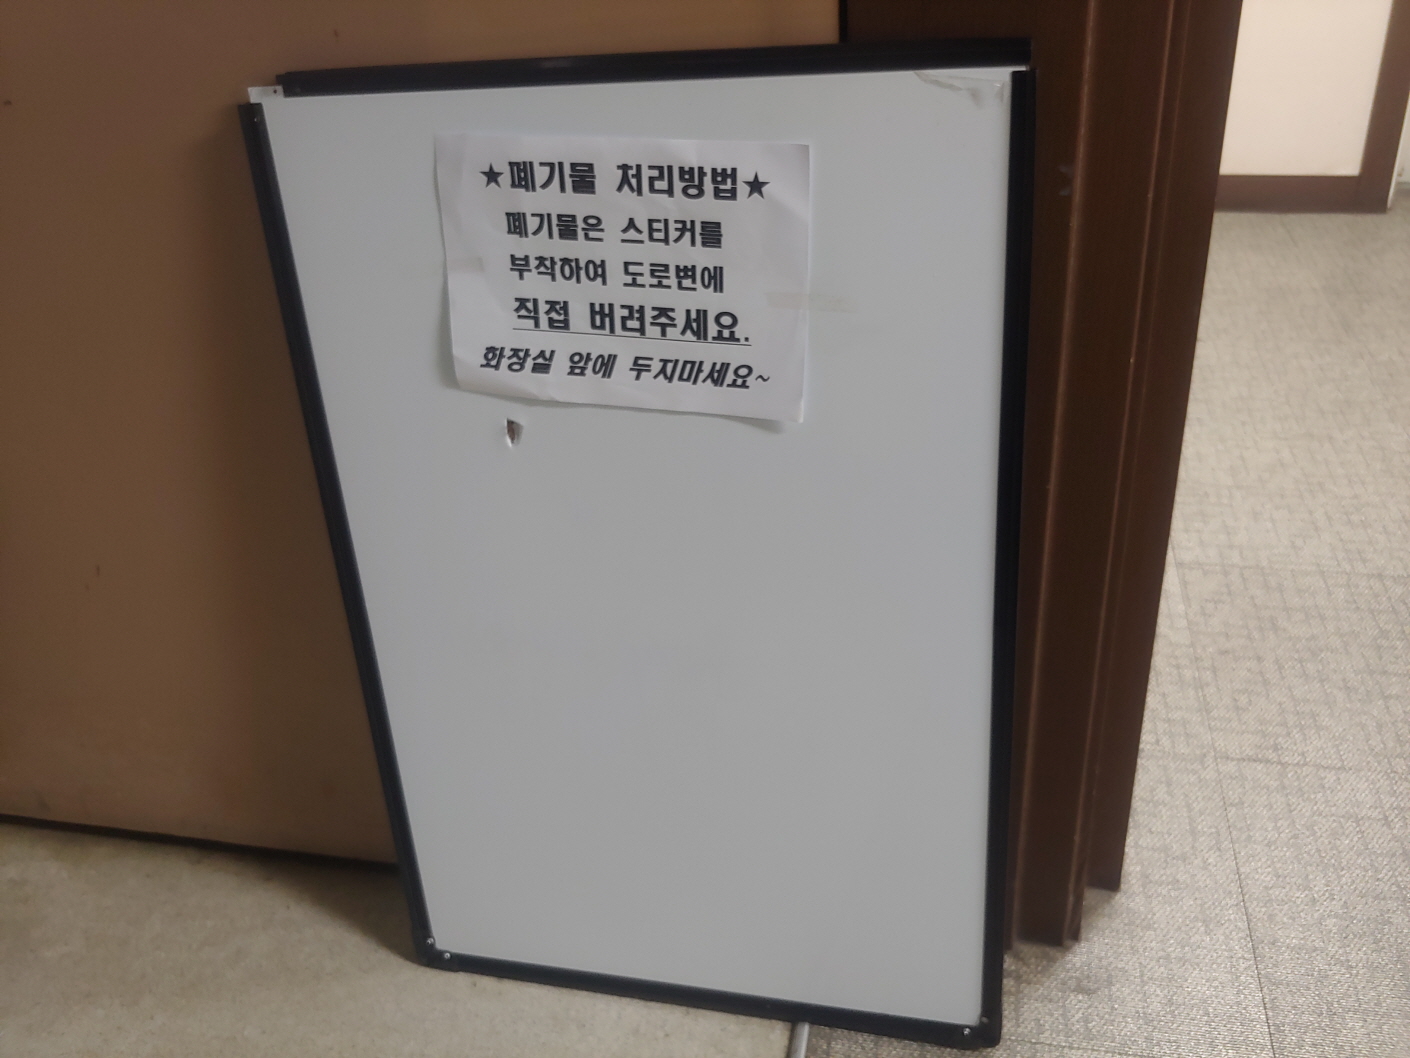 ★폐기물 처리방법★
폐기물은 스티커를
부착하여 도로변에
직접 버려주세요.
화장실 앞에 두지마세요~